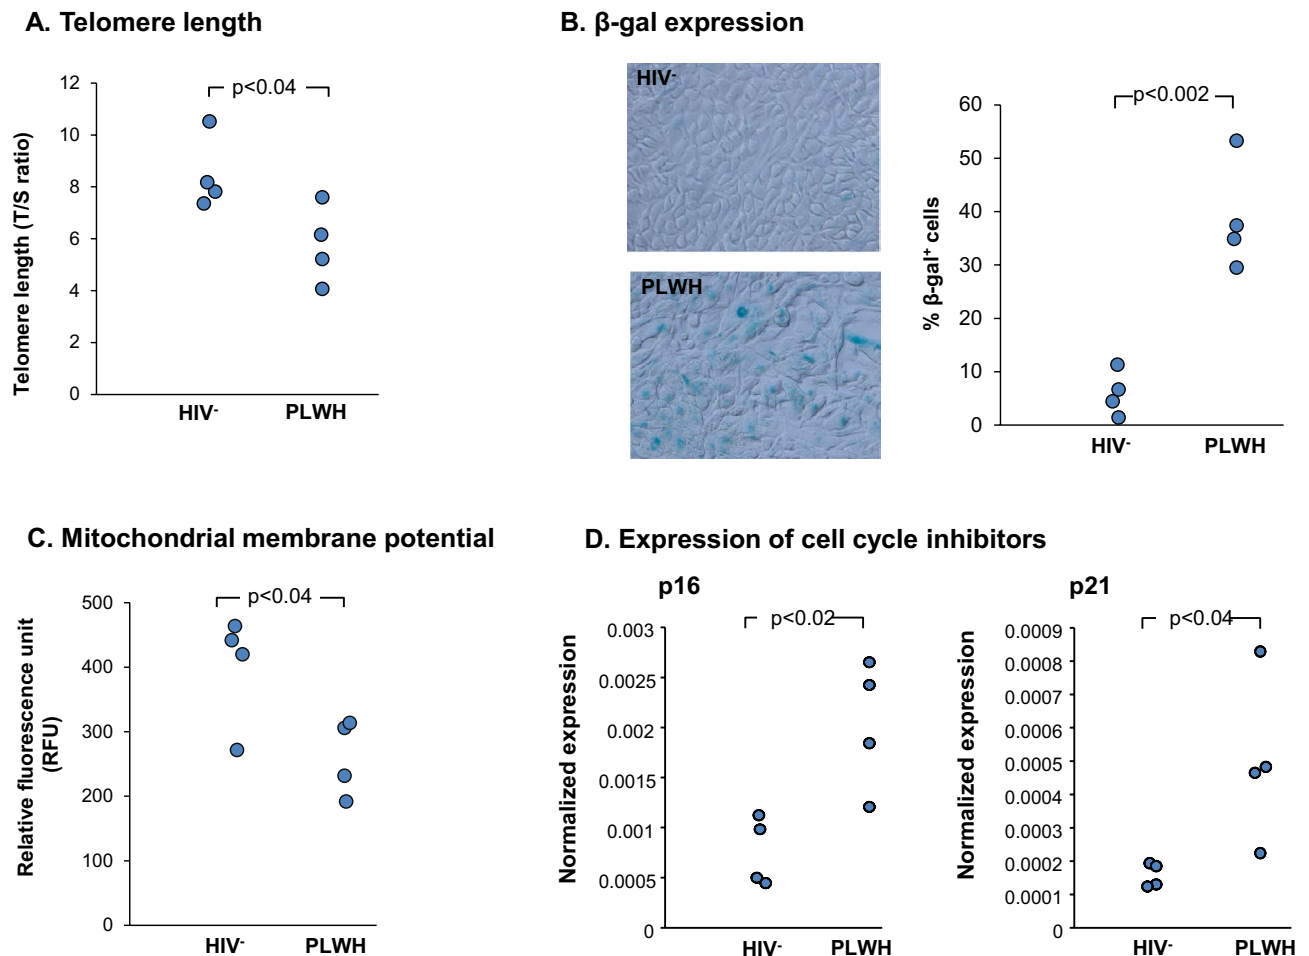 A. Telomere length
B. β-gal expression
Telomere length (T/S ratio)
12
10
8
6
4
2
0
p<0.04
HIV-
PLWH
HIV-
PLWH
% β-gal+ cells
60
50
40
30
20
10
0
p<0.002
HIV-
PLWH
C. Mitochondrial membrane potential
D. Expression of cell cycle inhibitors
Relative fluorescence unit
(RFU)
500
400
300
200
100
0
p<0.04
HIV-
PLWH
p16
Normalized expression
0.003
0.0025
0.002
0.0015
0.001
0.0005
0
p<0.02
HIV-
PLWH
p21
Normalized expression
0.0009
0.0008
0.0007
0.0006
0.0005
0.0004
0.0003
0.0002
0.0001
0
p<0.04
HIV-
PLWH